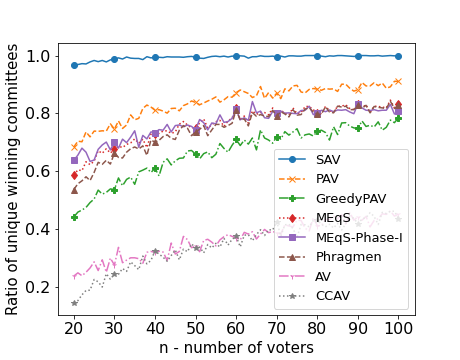 Ratio of unique winning committees
1.0
0.8
0.6
0.4
0.2
SAV
PAV
GreedyPAV
MEqS
MEqS-Phase-I
Phragmen
AV
CCAV
20 30 40 50 60 70 80 90 100
n - number of voters